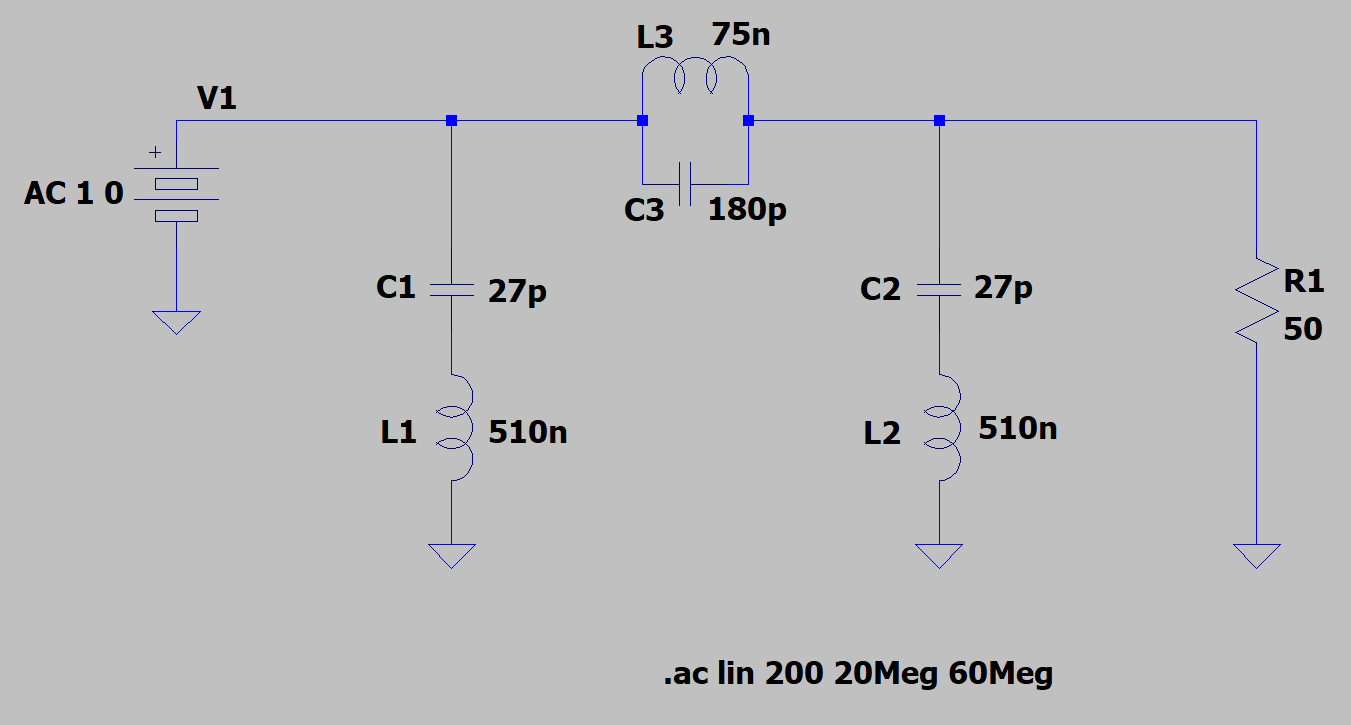 L3 75n
V1
+
AC 1 0
C3 180p
C1 27p
C2 27p
R1
50
L1 510n
L2 510n
.ac lin 200 20Meg 60Meg